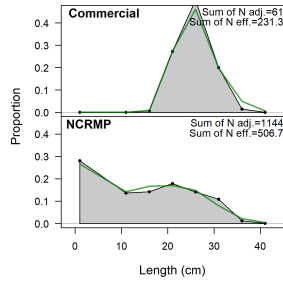 Commercial
Sum of N adj.=61
Sum of N eff.=231.3
0.4
0.3
0.2
0.1
0.0
NCRMP
Sum of N adj.=1144
Sum of N eff.=506.7
0.4
0.3
0.2
0.1
0.0
Proportion
0 10 20 30 40
Length (cm)